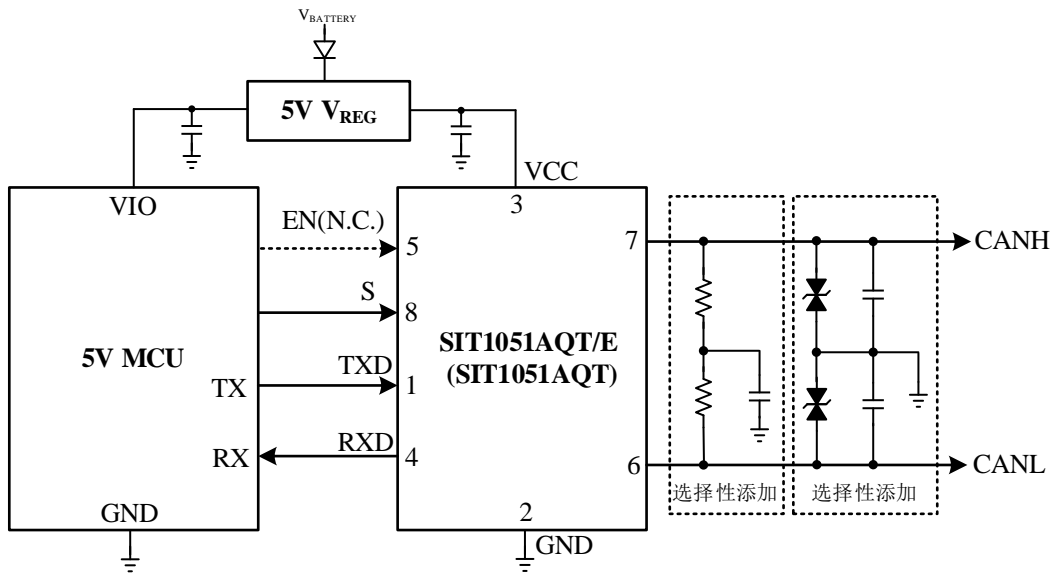 VBATTERY
5V VREG
VCC
VIO
3
EN(N.C.)
5
7
CANH
S
8
5V MCU
SIT1051AQT/E
(SIT1051AQT)
TX
TXD
1
RX
RXD
4
6
CANL
选择性添加
选择性添加
GND
2
GND